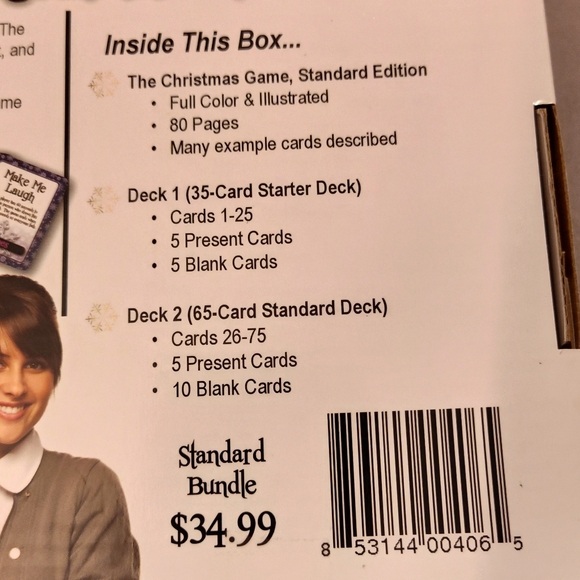 The
, and
me
Make Me
Laugh
Inside This Box...
The Christmas Game, Standard Edition
• Full Color & Illustrated
• 80 Pages
• Many example cards described
Deck 1 (35-Card Starter Deck)
• Cards 1-25
• 5 Present Cards
• 5 Blank Cards
Deck 2 (65-Card Standard Deck)
• Cards 26-75
• 5 Present Cards
• 10 Blank Cards
Standard
Bundle
$34.99
8 53144 00406 5